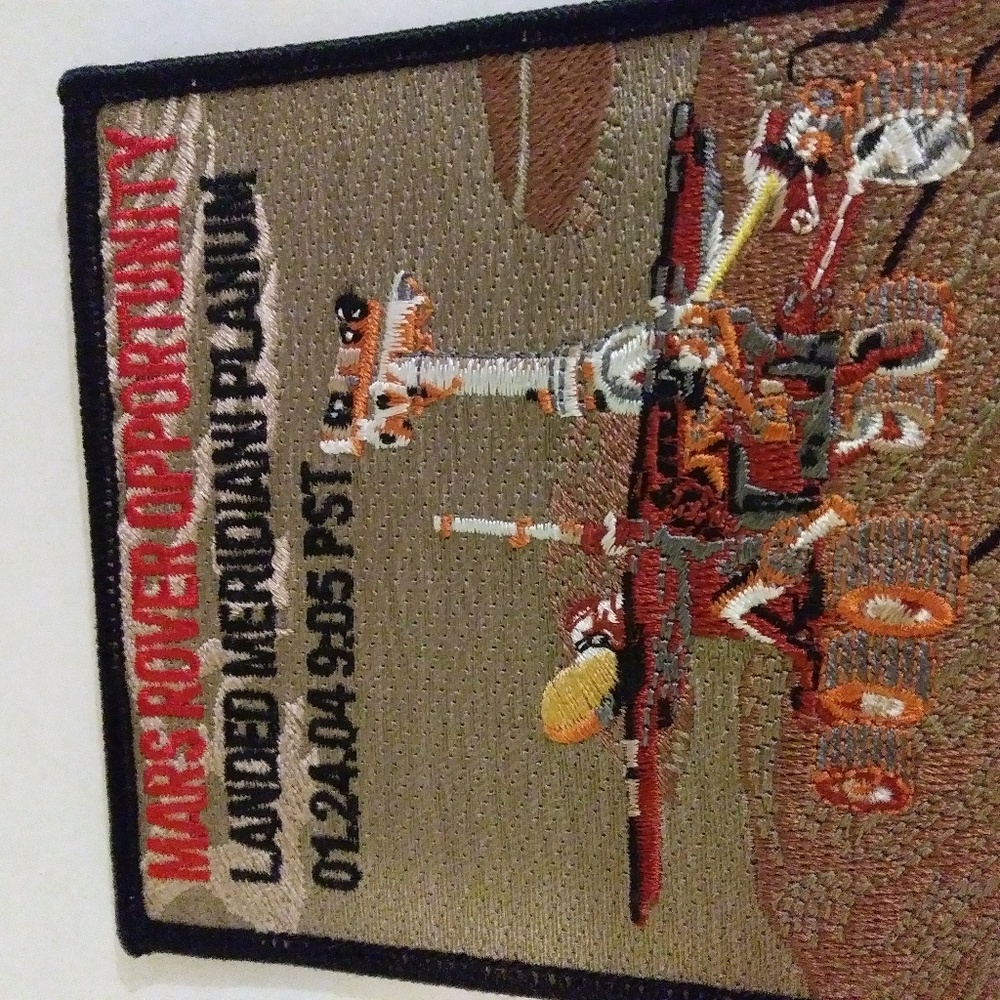 MARS ROVER OPPORTUNITY
LANDED MERIDIANI PLANUM
01.24.04 9:05 PST